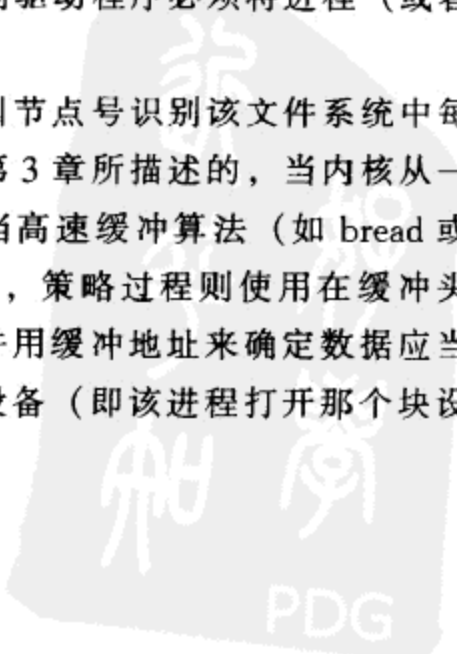 驱动程序必须将进程（或者
节点号识别该文件系统中每
第 3 章所描述的，当内核从一
当高速缓冲算法（如 bread 或
，策略过程则使用在缓冲头
用缓冲地址来确定数据应当
设备（即该进程打开那个块设
PDG